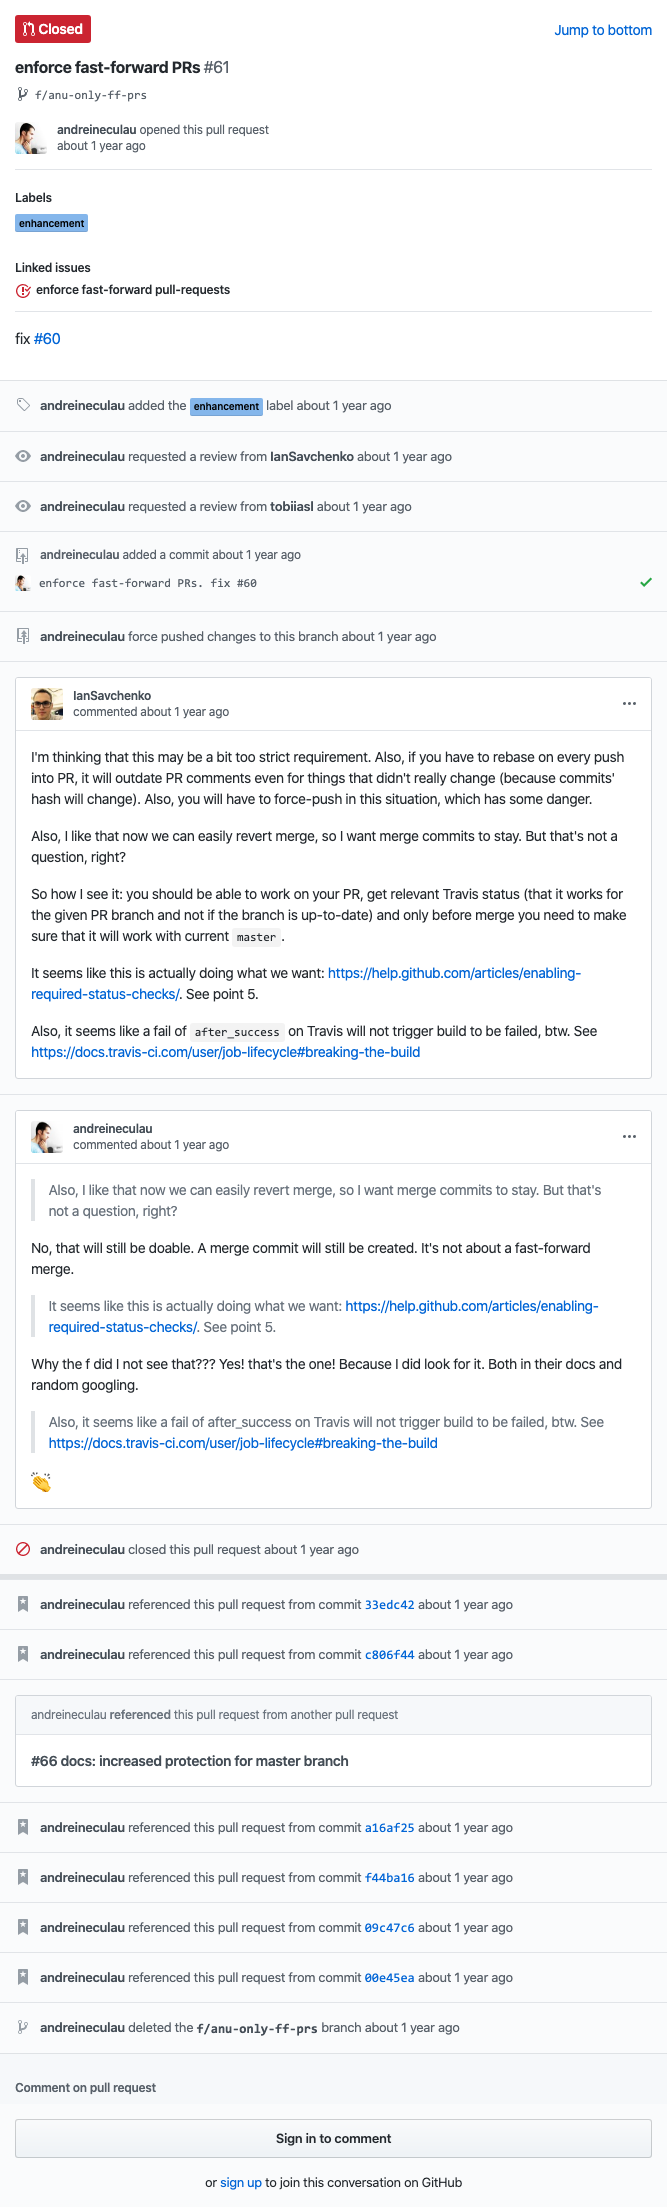 Closed
Jump to bottom
enforce fast-forward PRs #61
f/anu-only-ff-prs
andreineculau opened this pull request
about 1 year ago
Labels
enhancement
Linked issues
enforce fast-forward pull-requests
fix #60
andreineculau added the enhancement label about 1 year ago
andreineculau requested a review from IanSavchenko about 1 year ago
andreineculau requested a review from tobiiasl about 1 year ago
andreineculau added a commit about 1 year ago
enforce fast-forward PRs. fix #60
andreineculau force pushed changes to this branch about 1 year ago
IanSavchenko
commented about 1 year ago
I'm thinking that this may be a bit too strict requirement. Also, if you have to rebase on every push
into PR, it will outdate PR comments even for things that didn't really change (because commits'
hash will change). Also, you will have to force-push in this situation, which has some danger.
Also, I like that now we can easily revert merge, so I want merge commits to stay. But that's not a
question, right?
So how I see it: you should be able to work on your PR, get relevant Travis status (that it works for
the given PR branch and not if the branch is up-to-date) and only before merge you need to make
sure that it will work with current master.
It seems like this is actually doing what we want: https://help.github.com/articles/enabling-
required-status-checks/. See point 5.
Also, it seems like a fail of after_success on Travis will not trigger build to be failed, btw. See
https://docs.travis-ci.com/user/job-lifecycle#breaking-the-build
andreineculau
commented about 1 year ago
Also, I like that now we can easily revert merge, so I want merge commits to stay. But that's
not a question, right?
No, that will still be doable. A merge commit will still be created. It's not about a fast-forward
merge.
It seems like this is actually doing what we want: https://help.github.com/articles/enabling-
required-status-checks/. See point 5.
Why the f did I not see that??? Yes! that's the one! Because I did look for it. Both in their docs and
random googling.
Also, it seems like a fail of after_success on Travis will not trigger build to be failed, btw. See
https://docs.travis-ci.com/user/job-lifecycle#breaking-the-build
andreineculau closed this pull request about 1 year ago
andreineculau referenced this pull request from commit 33edc42 about 1 year ago
andreineculau referenced this pull request from commit c806f44 about 1 year ago
andreineculau referenced this pull request from another pull request
#66 docs: increased protection for master branch
andreineculau referenced this pull request from commit a16af25 about 1 year ago
andreineculau referenced this pull request from commit f44ba16 about 1 year ago
andreineculau referenced this pull request from commit 09c47c6 about 1 year ago
andreineculau referenced this pull request from commit 00e45ea about 1 year ago
andreineculau deleted the f/anu-only-ff-prs branch about 1 year ago
Comment on pull request
Sign in to comment
or sign up to join this conversation on GitHub